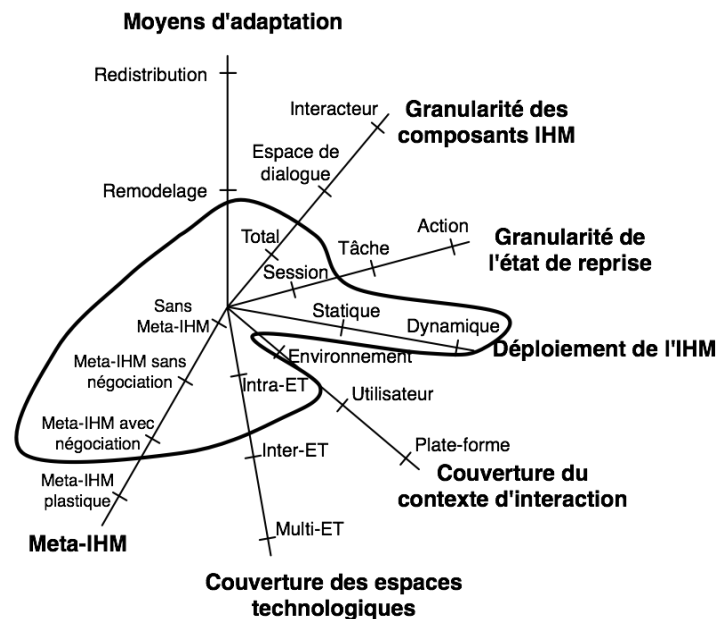 Moyens d'adaptation
Redistribution
Interacteur
Granularité des
composants IHM
Espace de
dialogue
Remodelage
Total
Action
Tâche
Granularité de
l'état de reprise
Session
Sans
Meta-IHM
Statique
Dynamique
Déploiement de l'IHM
Environnement
Meta-IHM sans
négociation
Intra-ET
Utilisateur
Meta-IHM avec
négociation
Inter-ET
Plate-forme
Couverture du
contexte d'interaction
Meta-IHM
plastique
Meta-IHM
Multi-ET
Couverture des espaces
technologiques